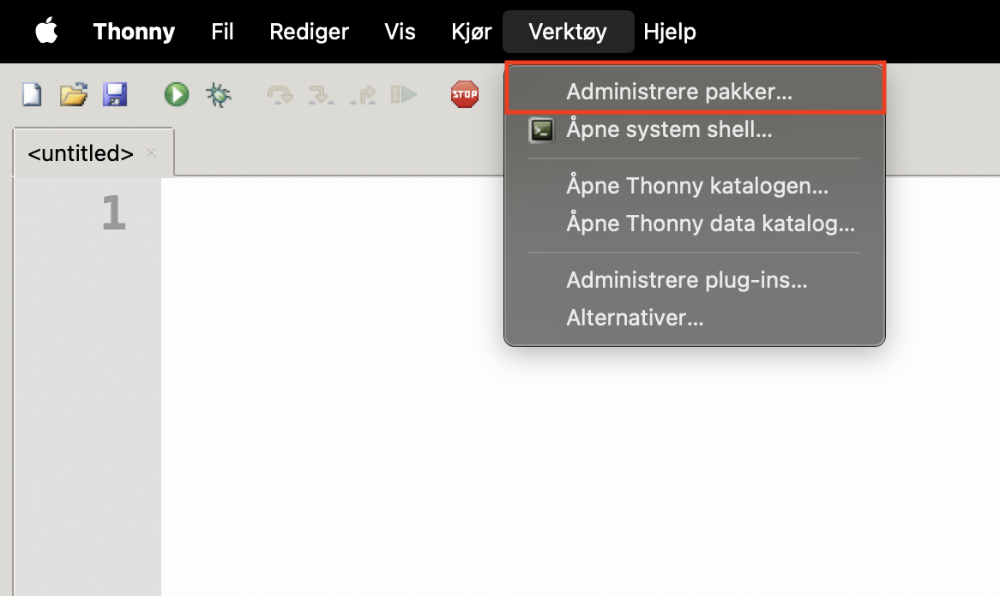 Thonny Fil Rediger Vis Kjør Verktøy Hjelp
STOP
Administrere pakker...
Åpne system shell...
<untitled>
Åpne Thonny katalogen...
1
Åpne Thonny data katalog...
Administrere plug-ins...
Alternativer...